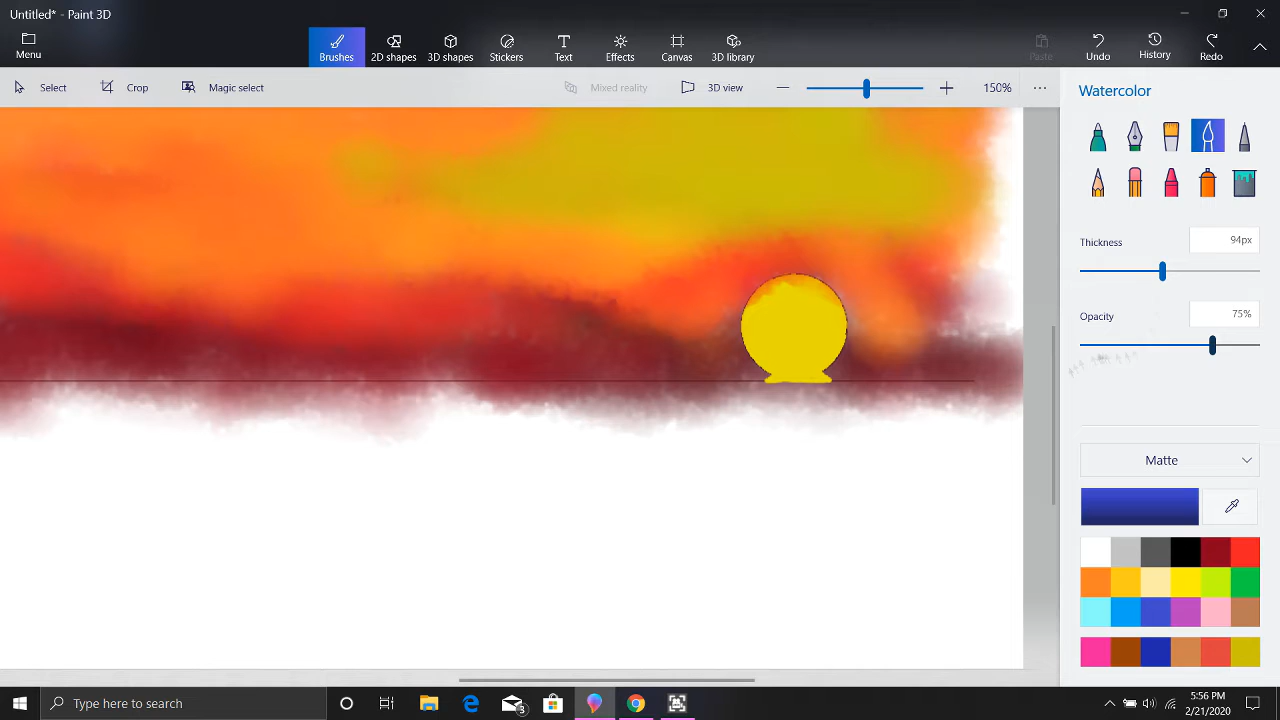 Untitled* - Paint 3D
Menu
Brushes
2D shapes
3D shapes
Stickers
Text
Effects
Canvas
3D library
Paste
Undo
History
Redo
Select
Crop
Magic select
Mixed reality
3D view
150%
Watercolor
Thickness
94px
Opacity
75%
Matte
Type here to search
3
5:56 PM
2/21/2020